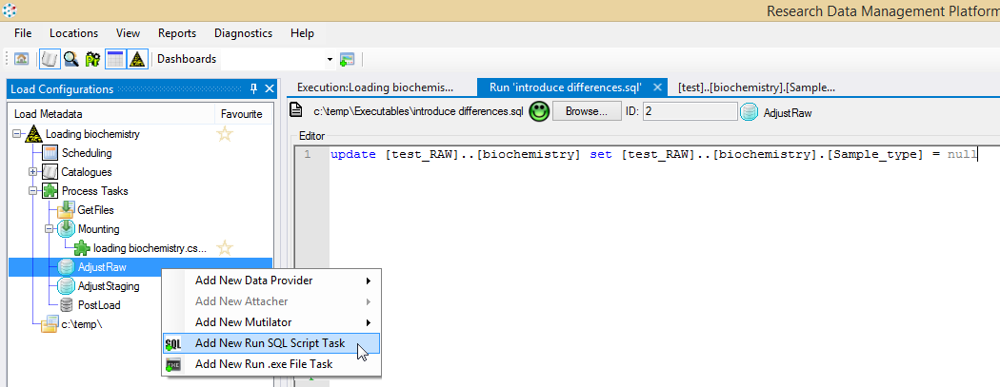 Research Data Management Platform
File Locations View Reports Diagnostics Help
Dashboards
Load Configurations
Load Metadata Favourite
Loading biochemistry
Scheduling
Catalogues
Process Tasks
GetFiles
Mounting
loading biochemistry.cs...
AdjustRaw
AdjustStaging
PostLoad
c:\temp\
Add New Data Provider
Add New Attacher
Add New Mutilator
SQL Add New Run SQL Script Task
EXE Add New Run .exe File Task
Execution:Loading biochemis... Run 'introduce differences.sql' [test]..[biochemistry].[Sample...
c:\temp\Executables\introduce differences.sql Browse... ID: 2 AdjustRaw
Editor
1 update [test_RAW]..[biochemistry] set [test_RAW]..[biochemistry].[Sample_type] = null